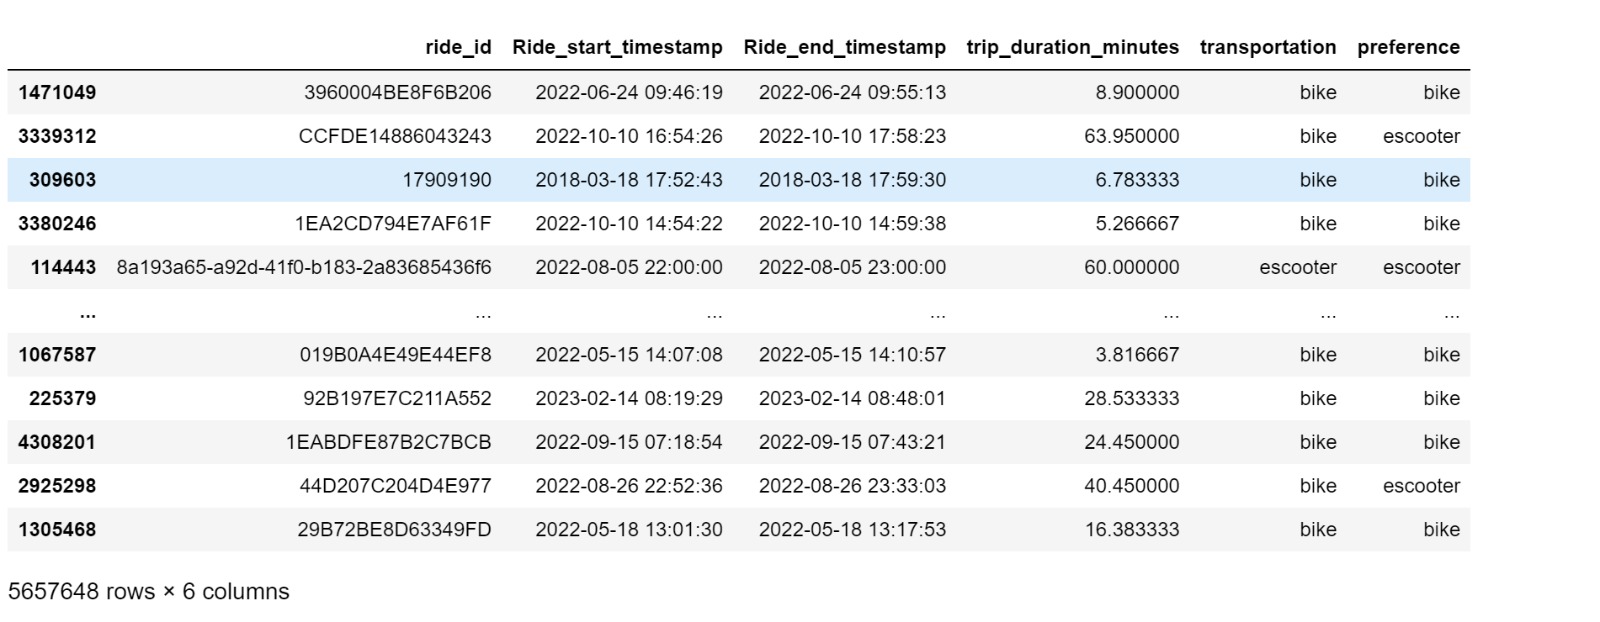 ride_id Ride_start_timestamp Ride_end_timestamp trip_duration_minutes transportation preference
1471049 3960004BE8F6B206 2022-06-24 09:46:19 2022-06-24 09:55:13 8.900000 bike bike
3339312 CCFDE14886043243 2022-10-10 16:54:26 2022-10-10 17:58:23 63.950000 bike escooter
309603 17909190 2018-03-18 17:52:43 2018-03-18 17:59:30 6.783333 bike bike
3380246 1EA2CD794E7AF61F 2022-10-10 14:54:22 2022-10-10 14:59:38 5.266667 bike bike
114443 8a193a65-a92d-41f0-b183-2a83685436f6 2022-08-05 22:00:00 2022-08-05 23:00:00 60.000000 escooter escooter
... ... ... ... ... ... ...
1067587 019B0A4E49E44EF8 2022-05-15 14:07:08 2022-05-15 14:10:57 3.816667 bike bike
225379 92B197E7C211A552 2023-02-14 08:19:29 2023-02-14 08:48:01 28.533333 bike bike
4308201 1EABDFE87B2C7BCB 2022-09-15 07:18:54 2022-09-15 07:43:21 24.450000 bike bike
2925298 44D207C204D4E977 2022-08-26 22:52:36 2022-08-26 23:33:03 40.450000 bike escooter
1305468 29B72BE8D63349FD 2022-05-18 13:01:30 2022-05-18 13:17:53 16.383333 bike bike
5657648 rows × 6 columns